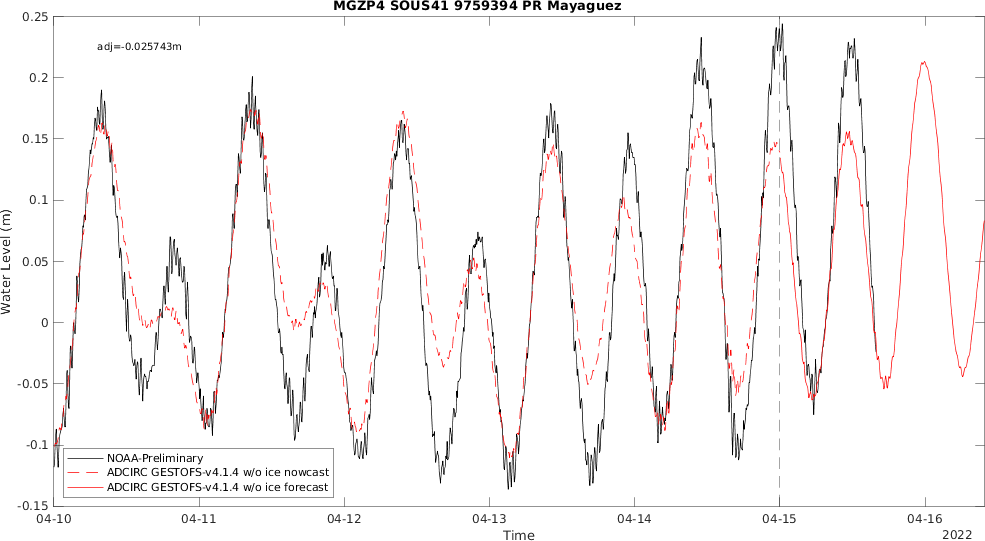 MGZP4 SOUS41 9759394 PR Mayaguez
adj=-0.025743m
Water Level (m)
0.25
0.2
0.15
0.1
0.05
0
-0.05
-0.1
-0.15
NOAA-Preliminary
ADCIRC GESTOFS-v4.1.4 w/o ice nowcast
ADCIRC GESTOFS-v4.1.4 w/o ice forecast
04-10 04-11 04-12 04-13 04-14 04-15 04-16
Time
2022